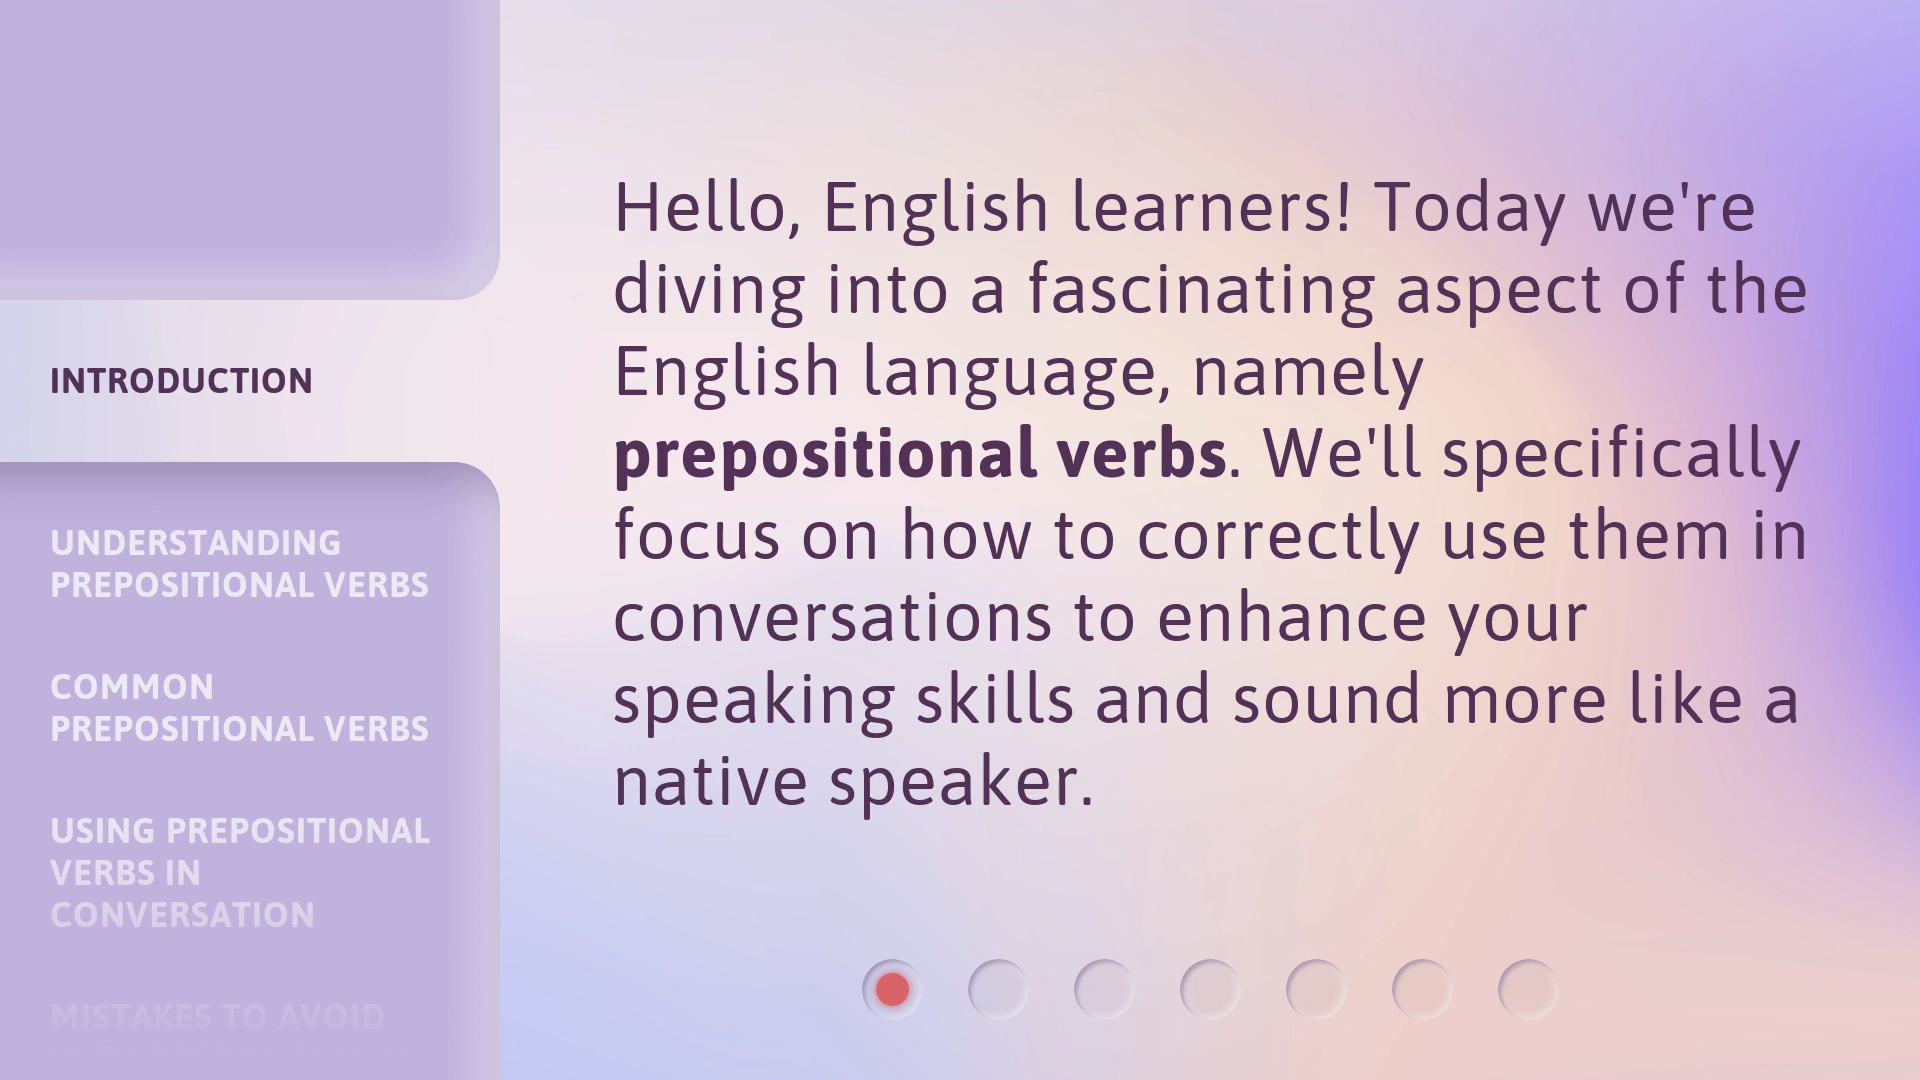 INTRODUCTION
UNDERSTANDING
PREPOSITIONAL VERBS
COMMON
PREPOSITIONAL VERBS
USING PREPOSITIONAL
VERBS IN
CONVERSATION
MISTAKES TO AVOID
Hello, English learners! Today we're
diving into a fascinating aspect of the
English language, namely
prepositional verbs. We'll specifically
focus on how to correctly use them in
conversations to enhance your
speaking skills and sound more like a
native speaker.